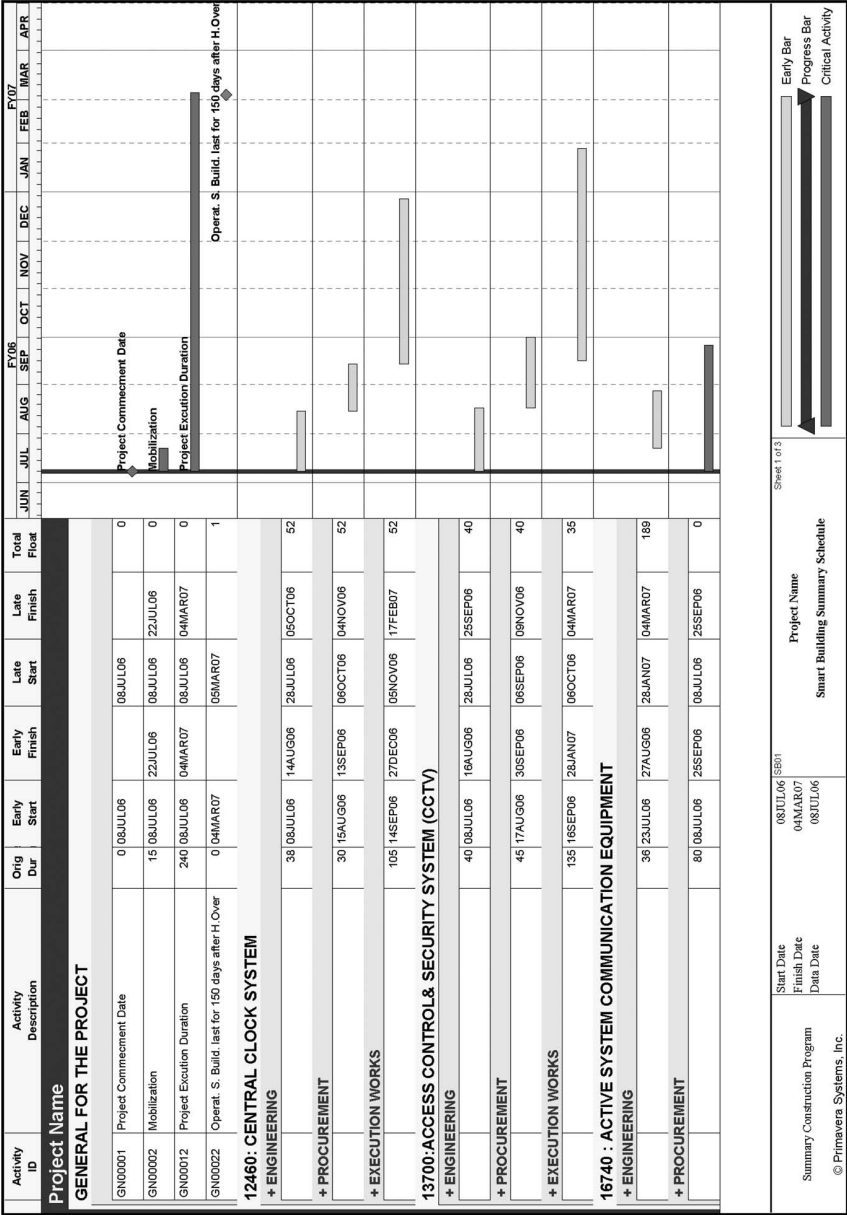 Activity ID Activity Description Orig Dur Early Start Early Finish Late Start Late Finish Total Float
FY06 FY07
JUN JUL AUG SEP OCT NOV DEC JAN FEB MAR APR
Project Name
GENERAL FOR THE PROJECT
GN00001 Project Commecment Date 0 08JUL06 08JUL06 0 Project Commecment Date
GN00002 Mobilization 15 08JUL06 22JUL06 08JUL06 22JUL06 0 Mobilization
GN00012 Project Excution Duration 240 08JUL06 04MAR07 08JUL06 04MAR07 0 Project Excution Duration
GN00022 Operat. S. Build. last for 150 days after H.Over 0 04MAR07 05MAR07 1 Operat. S. Build. last for 150 days after H.Over
12460: CENTRAL CLOCK SYSTEM
+ ENGINEERING
38 08JUL06 14AUG06 28JUL06 05OCT06 52
+ PROCUREMENT
30 15AUG06 13SEP06 06OCT06 04NOV06 52
+ EXECUTION WORKS
105 14SEP06 27DEC06 05NOV06 17FEB07 52
13700:ACCESS CONTROL& SECURITY SYSTEM (CCTV)
+ ENGINEERING
40 08JUL06 16AUG06 28JUL06 25SEP06 40
+ PROCUREMENT
45 17AUG06 30SEP06 06SEP06 09NOV06 40
+ EXECUTION WORKS
135 16SEP06 28JAN07 06OCT06 04MAR07 35
16740 : ACTIVE SYSTEM COMMUNICATION EQUIPMENT
+ ENGINEERING
36 23JUL06 27AUG06 28JAN07 04MAR07 189
+ PROCUREMENT
80 08JUL06 25SEP06 08JUL06 25SEP06 0
Summary Construction Program
© Primavera Systems, Inc.
Start Date 08JUL06
Finish Date 04MAR07
Data Date 08JUL06
SB01
Project Name
Smart Building Summary Schedule
Sheet 1 of 3
Early Bar
Progress Bar
Critical Activity